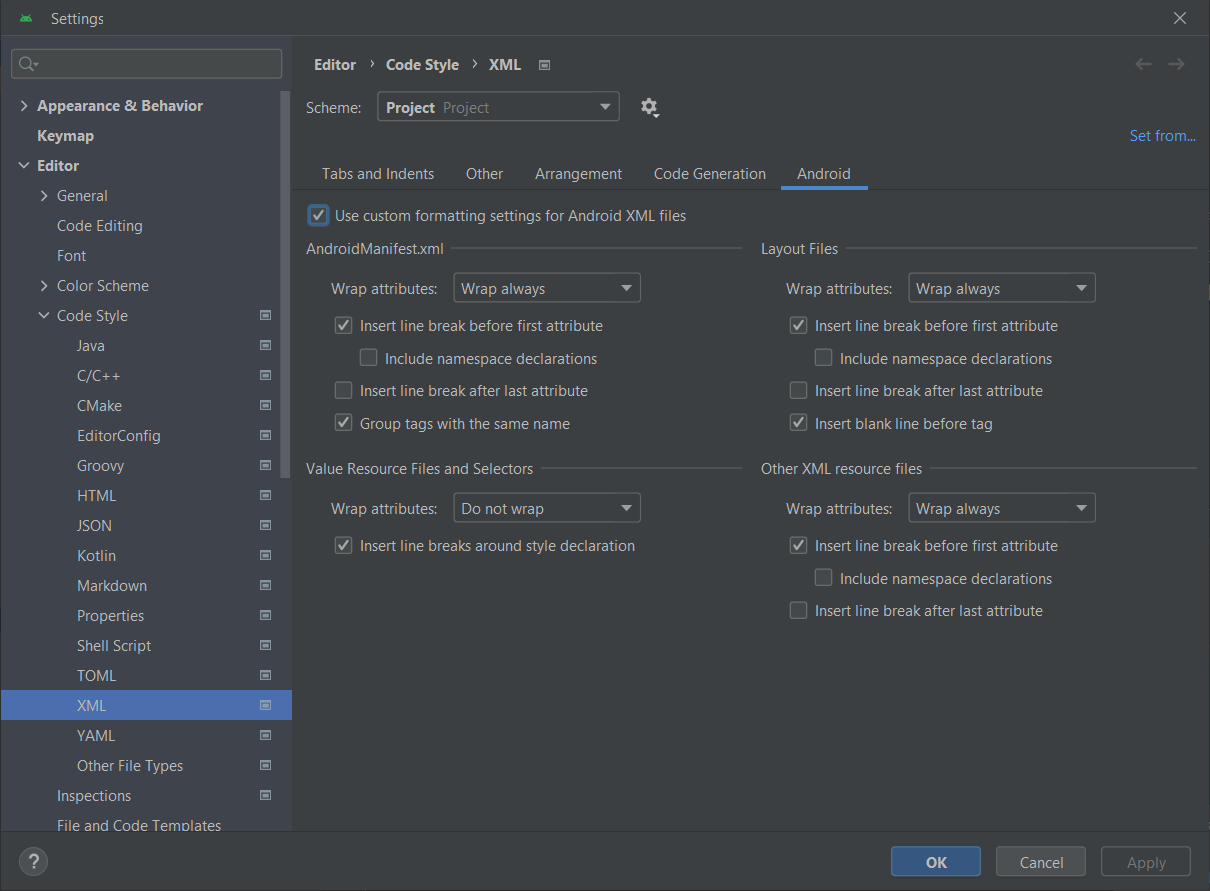 Settings
Appearance & Behavior
Keymap
Editor
General
Code Editing
Font
Color Scheme
Code Style
Java
C/C++
CMake
EditorConfig
Groovy
HTML
JSON
Kotlin
Markdown
Properties
Shell Script
TOML
XML
YAML
Other File Types
Inspections
File and Code Templates
Editor › Code Style › XML
Scheme: Project Project
Set from...
Tabs and Indents Other Arrangement Code Generation Android
Use custom formatting settings for Android XML files
AndroidManifest.xml
Wrap attributes: Wrap always
Insert line break before first attribute
Include namespace declarations
Insert line break after last attribute
Group tags with the same name
Layout Files
Wrap attributes: Wrap always
Insert line break before first attribute
Include namespace declarations
Insert line break after last attribute
Insert blank line before tag
Value Resource Files and Selectors
Wrap attributes: Do not wrap
Insert line breaks around style declaration
Other XML resource files
Wrap attributes: Wrap always
Insert line break before first attribute
Include namespace declarations
Insert line break after last attribute
? OK Cancel Apply